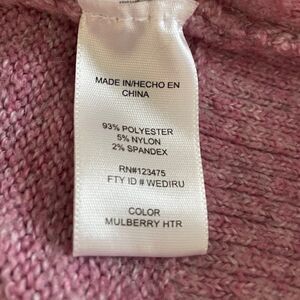 MADE IN/HECHO EN
CHINA
93% POLYESTER
5% NYLON
2% SPANDEX
RN#123475
FTY ID # WEDIRU
COLOR
MULBERRY HTR